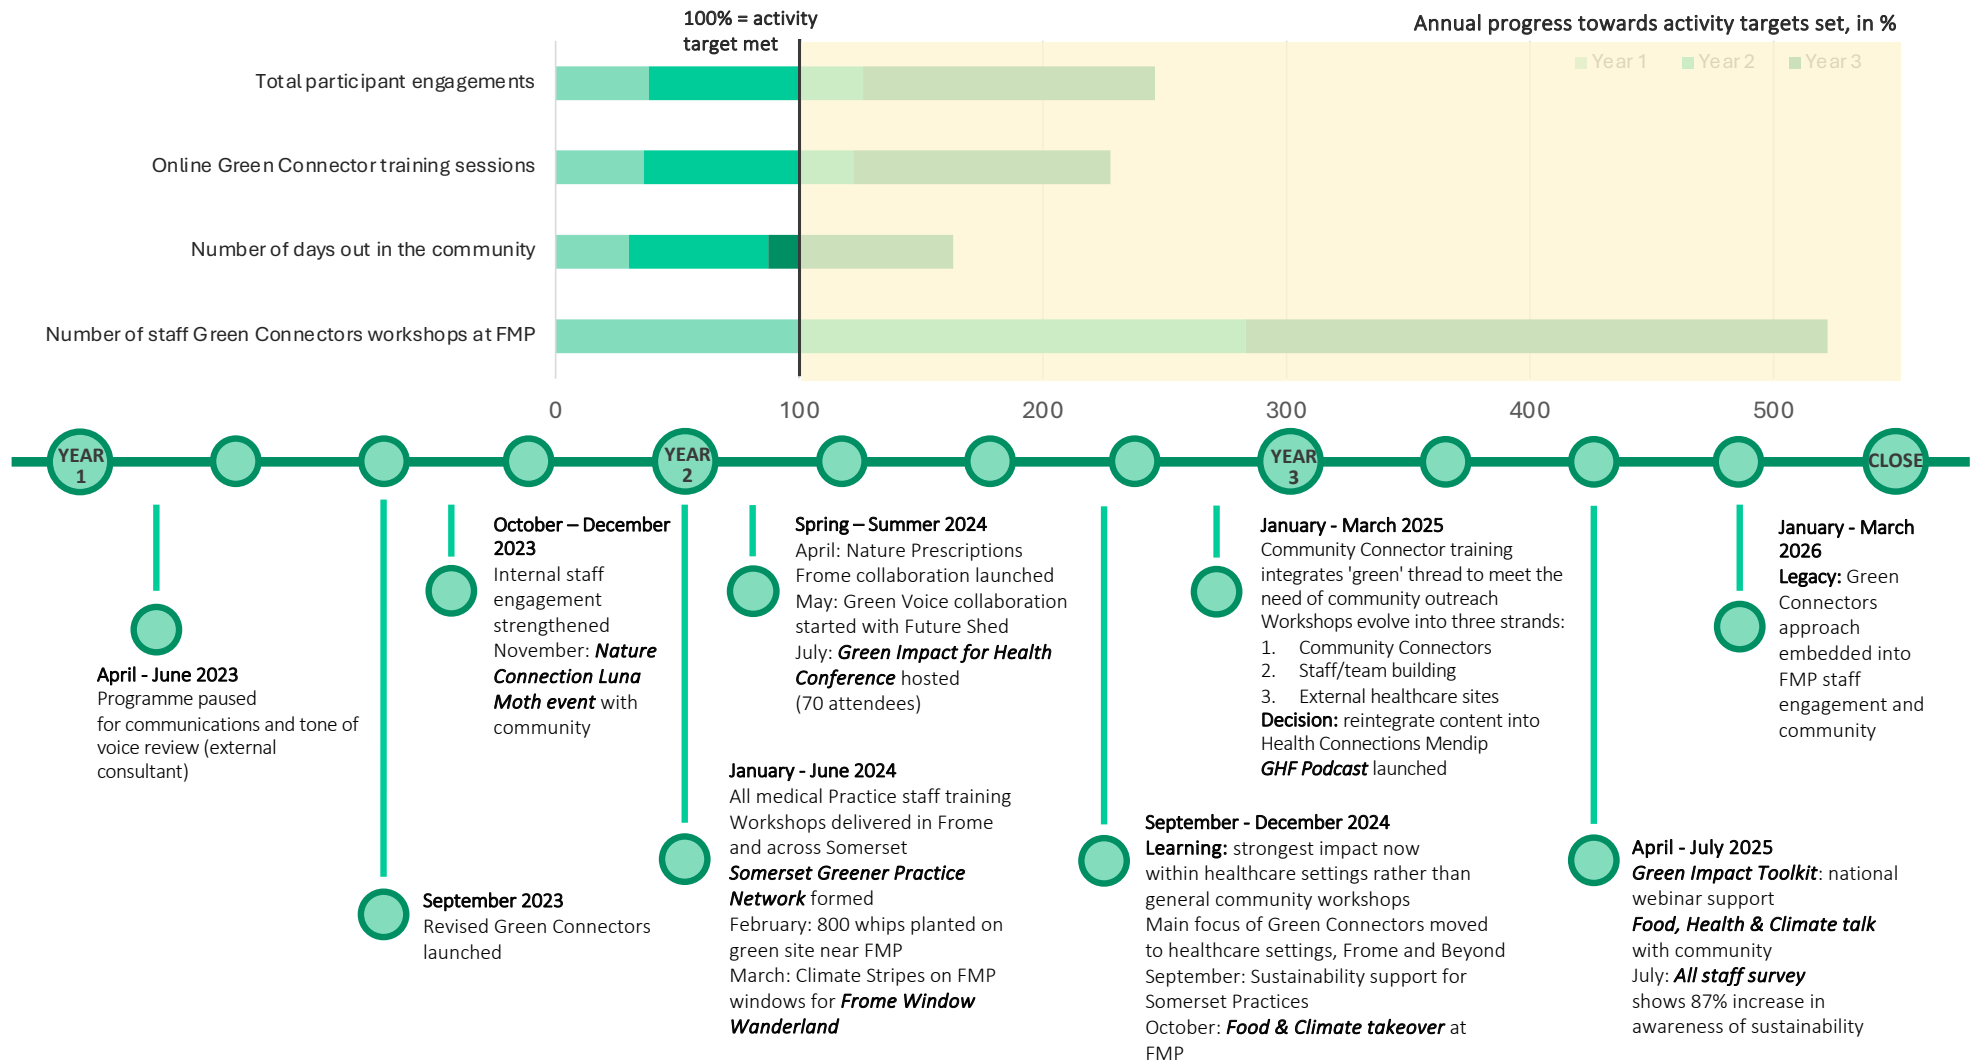 100% = activity
target met
Annual progress towards activity targets set, in %
Year 1
Year 2
Year 3
Total participant engagements
Online Green Connector training sessions
Number of days out in the community
Number of staff Green Connectors workshops at FMP
0
100
200
300
400
500
YEAR
1
YEAR
2
YEAR
3
CLOSE
April - June 2023
Programme paused
for communications and tone of
voice review (external
consultant)
September 2023
Revised Green Connectors
launched
October – December
2023
Internal staff
engagement
strengthened
November: Nature
Connection Luna
Moth event with
community
January - June 2024
All medical Practice staff training
Workshops delivered in Frome
and across Somerset
Somerset Greener Practice
Network formed
February: 800 whips planted on
green site near FMP
March: Climate Stripes on FMP
windows for Frome Window
Wanderland
Spring – Summer 2024
April: Nature Prescriptions
Frome collaboration launched
May: Green Voice collaboration
started with Future Shed
July: Green Impact for Health
Conference hosted
(70 attendees)
September - December 2024
Learning: strongest impact now
within healthcare settings rather than
general community workshops
Main focus of Green Connectors moved
to healthcare settings, Frome and Beyond
September: Sustainability support for
Somerset Practices
October: Food & Climate takeover at
FMP
January - March 2025
Community Connector training
integrates 'green' thread to meet the
need of community outreach
Workshops evolve into three strands:
1. Community Connectors
2. Staff/team building
3. External healthcare sites
Decision: reintegrate content into
Health Connections Mendip
GHF Podcast launched
April - July 2025
Green Impact Toolkit: national
webinar support
Food, Health & Climate talk
with community
July: All staff survey
shows 87% increase in
awareness of sustainability
January - March
2026
Legacy: Green
Connectors
approach
embedded into
FMP staff
engagement and
community